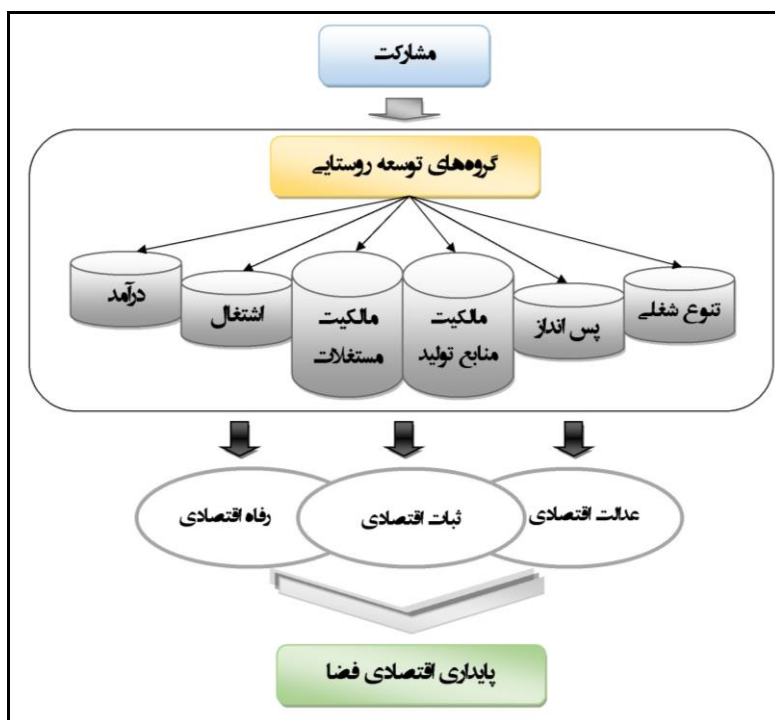 مشارکت
گروه‌های توسعه روستایی
تنوع شغلی
پس انداز
مالکیت
منابع تولید
مالکیت
مستغلات
اشتغال
درآمد
عدالت اقتصادی
ثبات اقتصادی
رفاه اقتصادی
پایداری اقتصادی فضا